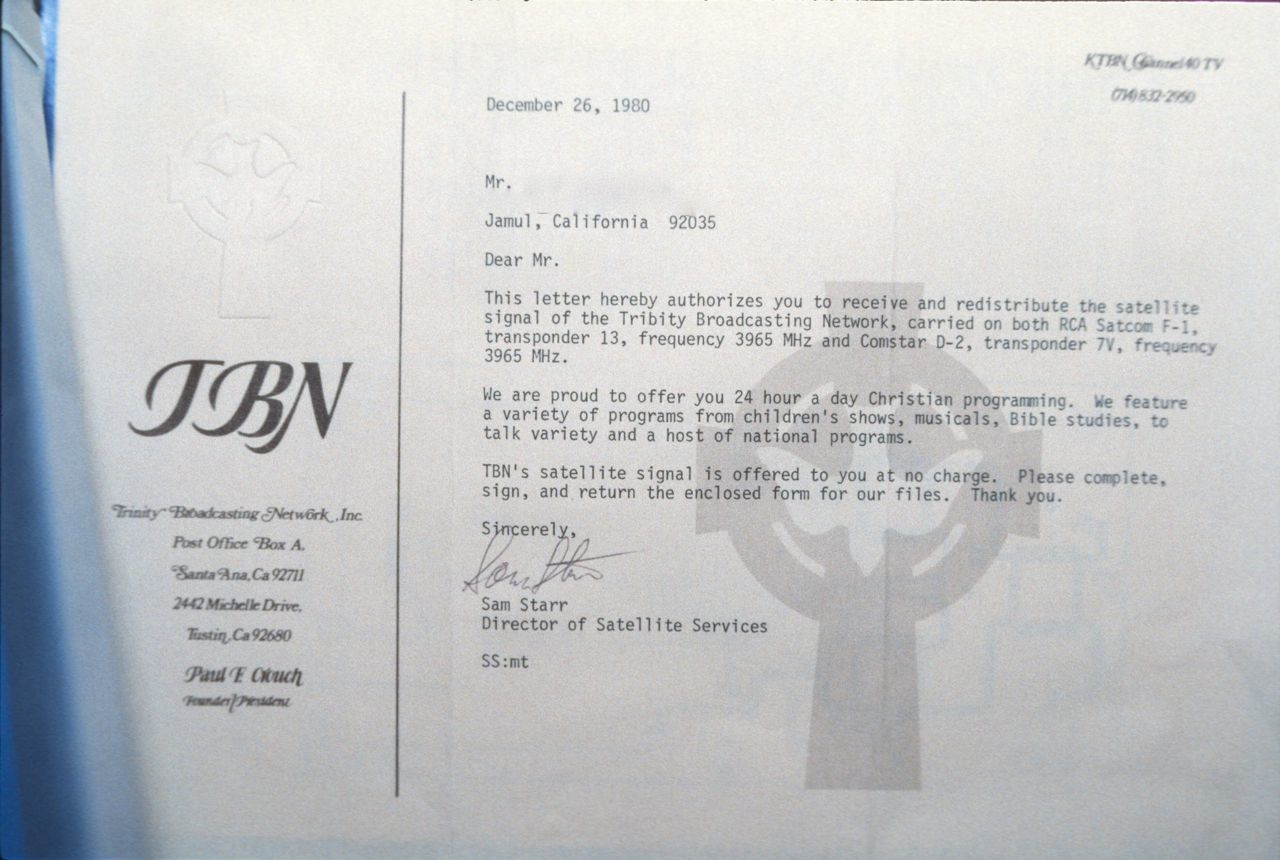 KTBN Channel 40 TV
(714) 832-2950
December 26, 1980
Mr.
Jamul, California 92035
Dear Mr.
This letter hereby authorizes you to receive and redistribute the satellite
signal of the Tribity Broadcasting Network, carried on both RCA Satcom F-1,
transponder 13, frequency 3965 MHz and Comstar D-2, transponder 7V, frequency
3965 MHz.
We are proud to offer you 24 hour a day Christian programming. We feature
a variety of programs from children's shows, musicals, Bible studies, to
talk variety and a host of national programs.
TBN's satellite signal is offered to you at no charge. Please complete,
sign, and return the enclosed form for our files. Thank you.
Sincerely,
Sam Starr
Sam Starr
Director of Satellite Services
SS:mt
TBN
Trinity Broadcasting Network, Inc.
Post Office Box A,
Santa Ana, Ca 92711
2442 Michelle Drive,
Tustin, Ca 92680
Paul F. Crouch
Founder/President